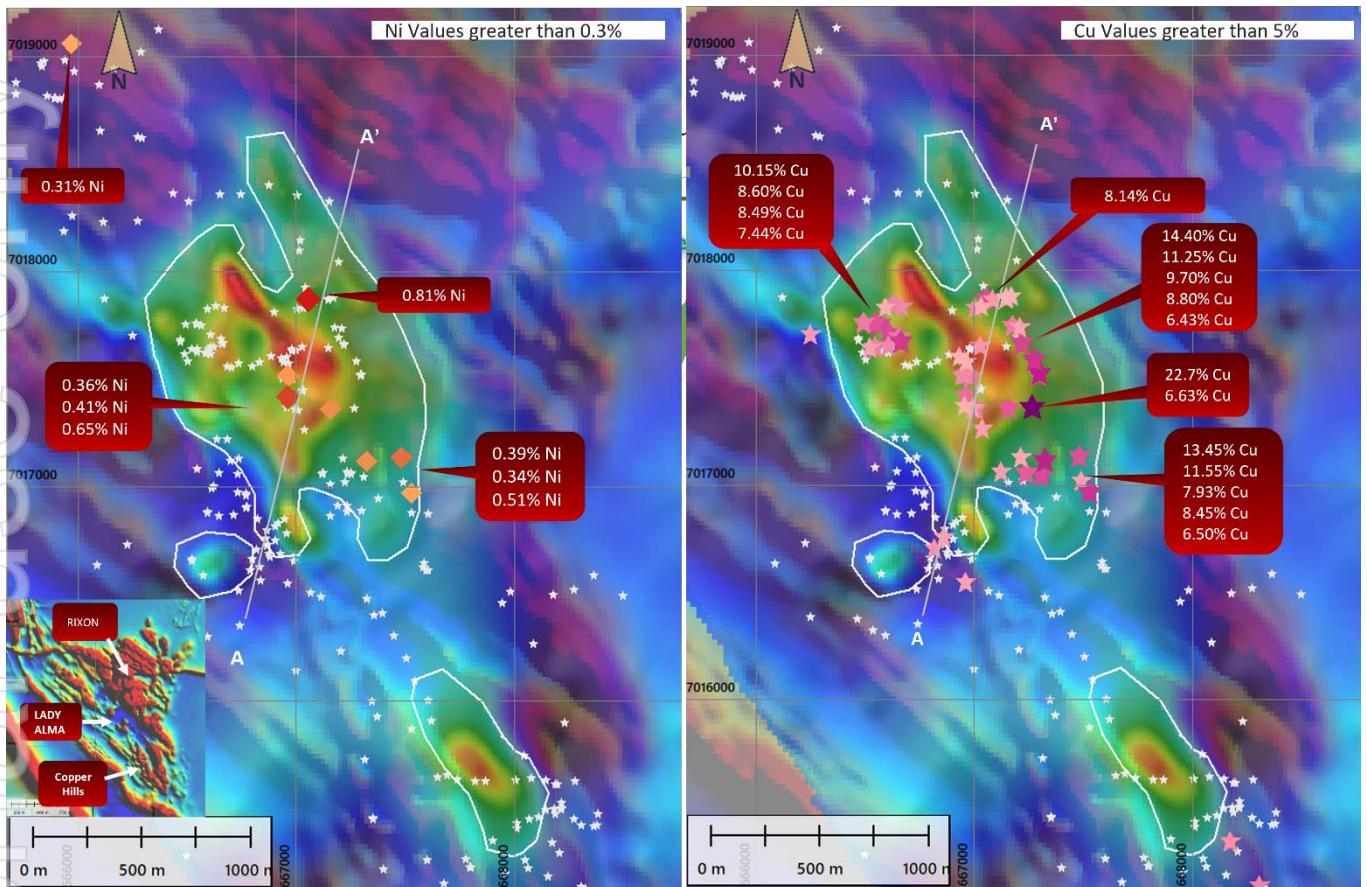 Ni Values greater than 0.3%
7019000
N
A'
0.31% Ni
7018000
0.81% Ni
0.36% Ni
0.41% Ni
0.65% Ni
0.39% Ni
0.34% Ni
0.51% Ni
7017000
A
RIXON
LADY
ALMA
Copper
Hills
0 m
500 m
1000 m
666000
667000
668000
Cu Values greater than 5%
7019000
N
A'
10.15% Cu
8.60% Cu
8.49% Cu
7.44% Cu
8.14% Cu
14.40% Cu
11.25% Cu
9.70% Cu
8.80% Cu
6.43% Cu
7018000
22.7% Cu
6.63% Cu
13.45% Cu
11.55% Cu
7.93% Cu
8.45% Cu
6.50% Cu
7017000
A
7016000
0 m
500 m
1000 m
666000
667000
668000